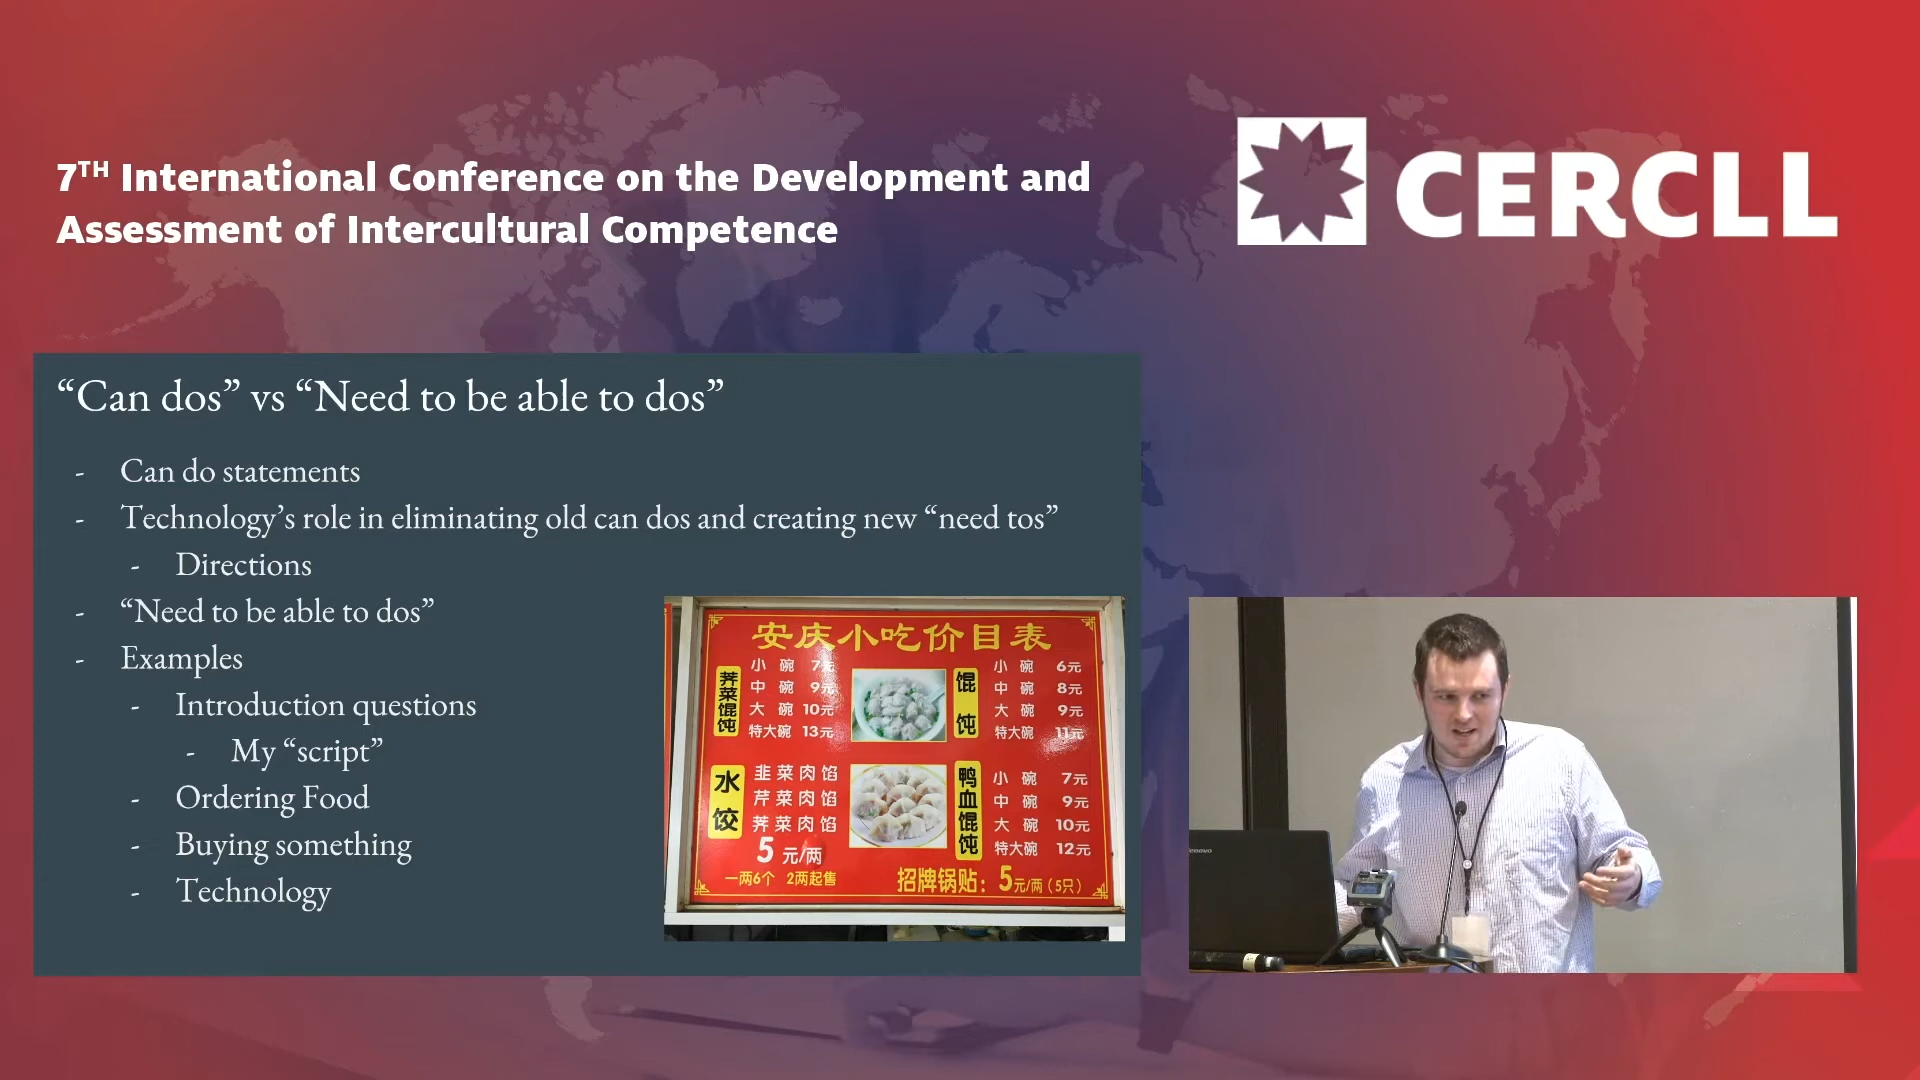 7TH International Conference on the Development and
Assessment of Intercultural Competence
CERCLL
“Can dos” vs “Need to be able to dos”
- Can do statements
- Technology’s role in eliminating old can dos and creating new “need tos”
- Directions
- “Need to be able to dos”
- Examples
- Introduction questions
- My “script”
- Ordering Food
- Buying something
- Technology
安庆小吃价目表
荠菜馄饨
小碗 7元
中碗 9元
大碗 10元
特大碗 13元
馄饨
小碗 6元
中碗 8元
大碗 9元
特大碗 11元
水饺
韭菜肉馅
芹菜肉馅
荠菜肉馅
5元/两
一两6个 2两起售
鸭血馄饨
小碗 7元
中碗 9元
大碗 10元
特大碗 12元
招牌锅贴：5元/两（5只）
lenovo